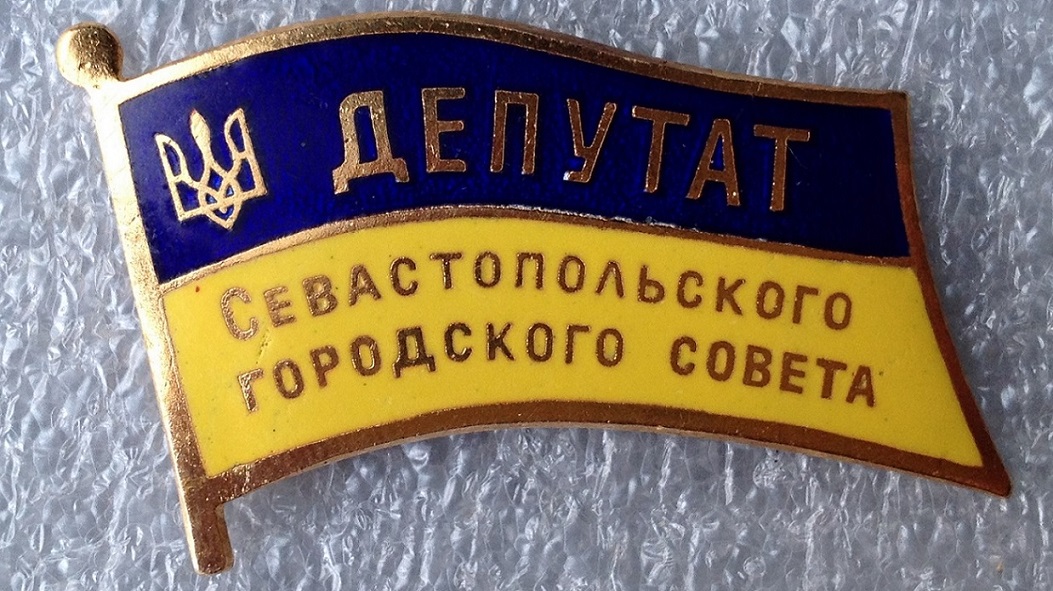 ДЕПУТАТ
СЕВАСТОПОЛЬСКОГО
ГОРОДСКОГО СОВЕТА